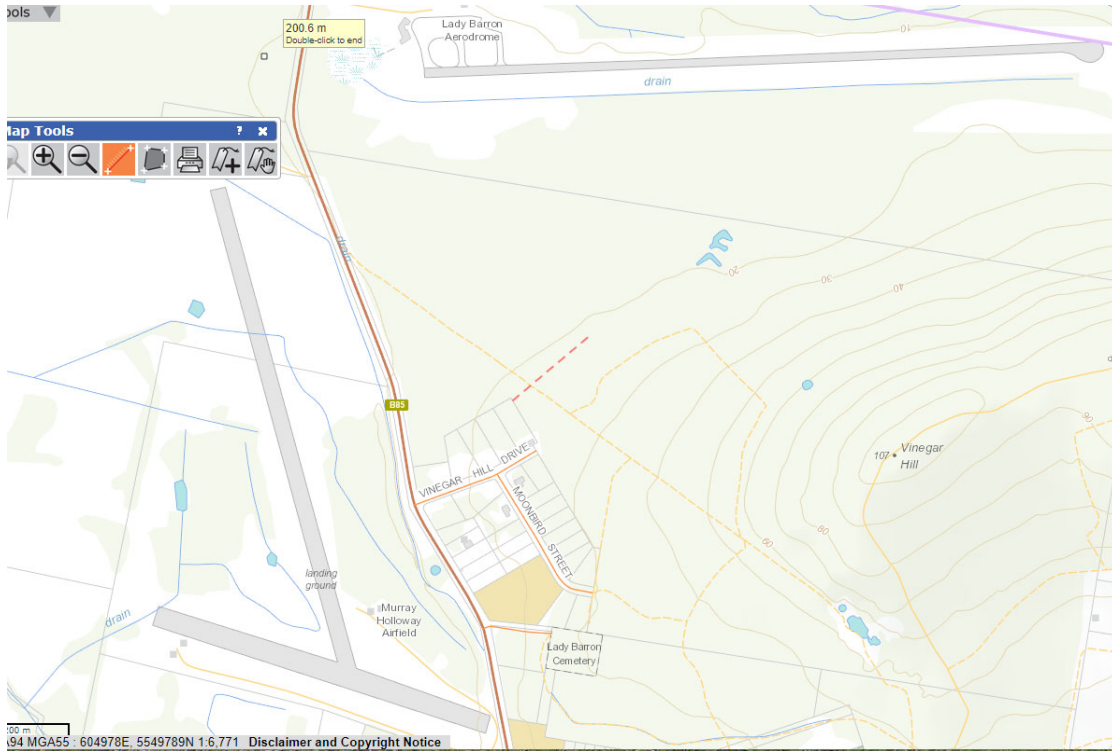 ools
200.6 m
Double-click to end
Lady Barron
Aerodrome
10
drain
Map Tools
?
drain
20
30
40
B85
90
VINEGAR HILL DRIVE
107
Vinegar
Hill
MOONBIRD STREET
60
60
landing
ground
drain
Murray
Holloway
Airfield
Lady Barron
Cemetery
200 m
A94 MGA55 : 604978E, 5549789N 1:6,771 Disclaimer and Copyright Notice